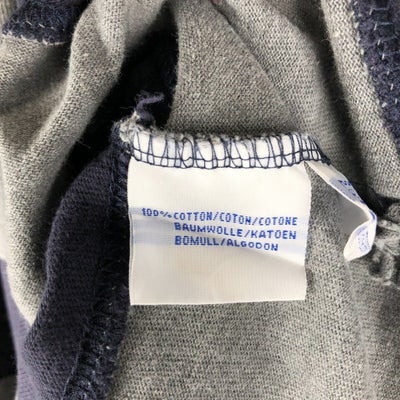 100% COTTON/COTON/COTONE
BAUMWOLLE/KATOEN
BOMULL/ALGODON